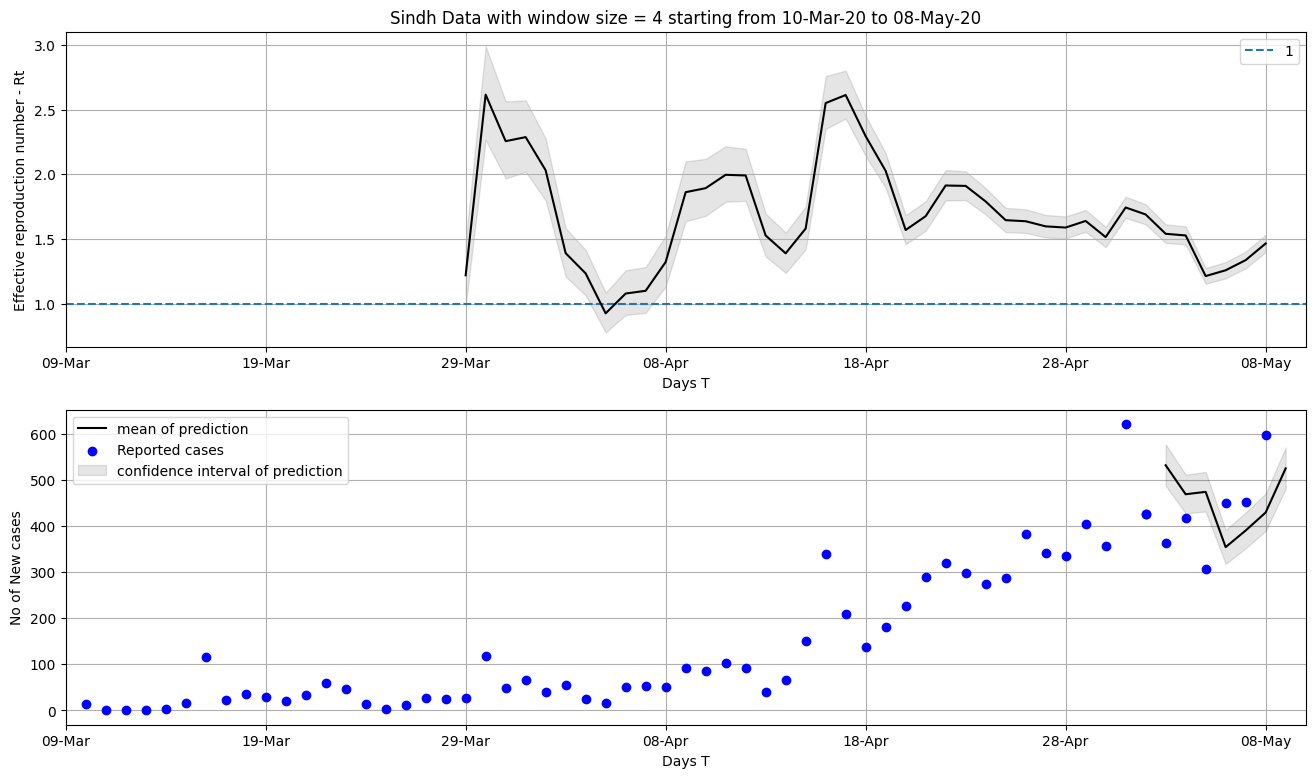 Sindh Data with window size = 4 starting from 10-Mar-20 to 08-May-20
1
Effective reproduction number - Rt
3.0
2.5
2.0
1.5
1.0
09-Mar
19-Mar
29-Mar
08-Apr
18-Apr
28-Apr
08-May
Days T
mean of prediction
Reported cases
confidence interval of prediction
No of New cases
600
500
400
300
200
100
0
09-Mar
19-Mar
29-Mar
08-Apr
18-Apr
28-Apr
08-May
Days T